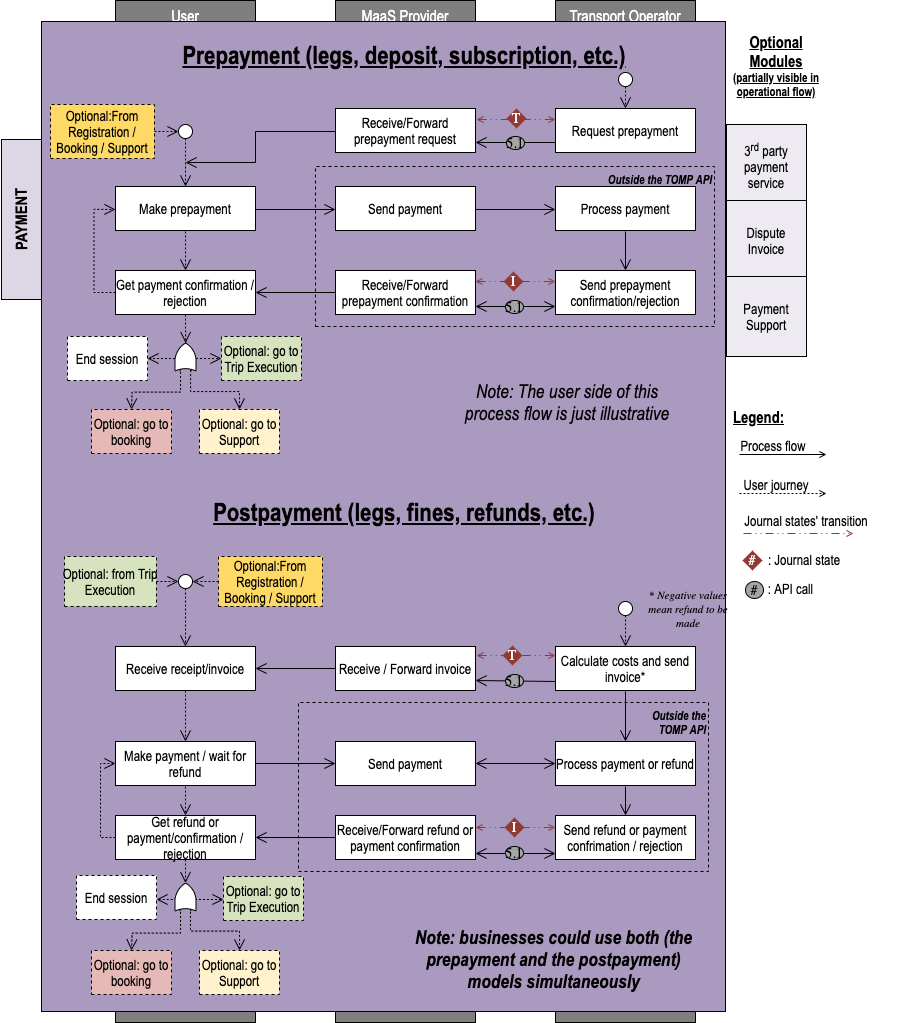 User
MaaS Provider
Transport Operator
Prepayment (legs, deposit, subscription, etc.)
Optional
Modules
(partially visible in
operational flow)
Optional:From
Registration /
Booking / Support
Receive/Forward
prepayment request
T
5.1
Request prepayment
PAYMENT
3rd party
payment
service
Dispute
Invoice
Payment
Support
Outside the TOMP API
Make prepayment
Send payment
Process payment
Get payment confirmation /
rejection
Receive/Forward
prepayment confirmation
I
5.1
Send prepayment
confirmation/rejection
End session
Optional: go to
Trip Execution
Optional: go to
booking
Optional: go to
Support
Note: The user side of this
process flow is just illustrative
Legend:
Process flow
User journey
Journal states' transition
# : Journal state
# : API call
Postpayment (legs, fines, refunds, etc.)
Optional: from Trip
Execution
Optional:From
Registration /
Booking / Support
* Negative values
mean refund to be
made
Receive receipt/invoice
Receive / Forward invoice
T
5.1
Calculate costs and send
invoice*
Outside the
TOMP API
Make payment / wait for
refund
Send payment
Process payment or refund
Get refund or
payment/confirmation /
rejection
Receive/Forward refund or
payment confirmation
I
5.1
Send refund or payment
confrimation / rejection
End session
Optional: go to
Trip Execution
Optional: go to
booking
Optional: go to
Support
Note: businesses could use both (the
prepayment and the postpayment)
models simultaneously